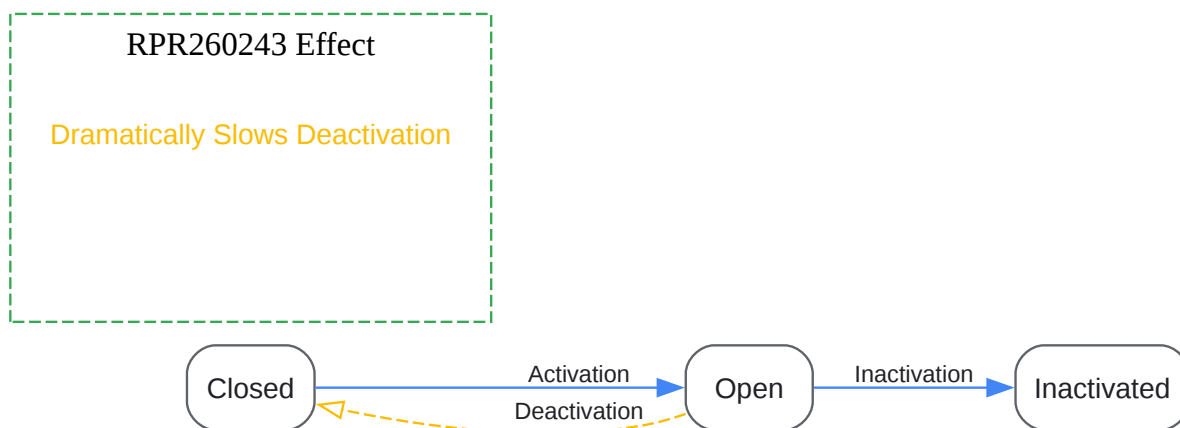 RPR260243 Effect
Dramatically Slows Deactivation
Activation
Inactivation
Closed
Open
Inactivated
Deactivation